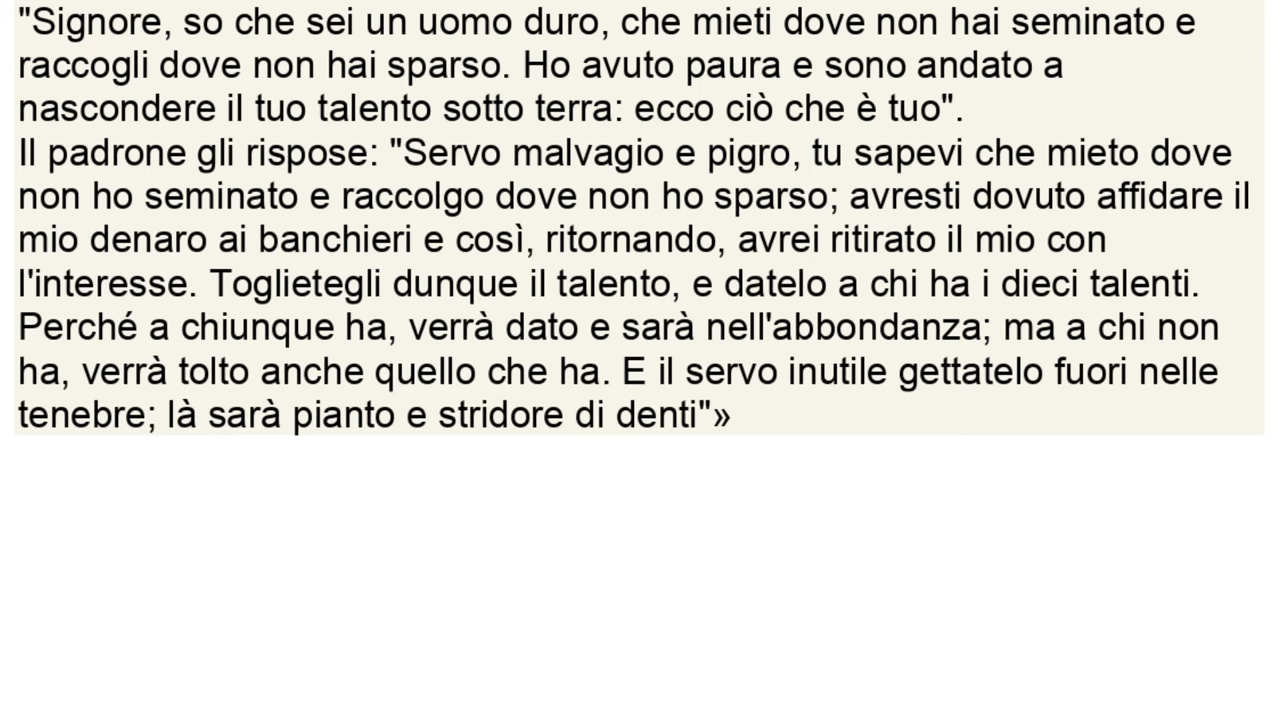 "Signore, so che sei un uomo duro, che mieti dove non hai seminato e
raccogli dove non hai sparso. Ho avuto paura e sono andato a
nascondere il tuo talento sotto terra: ecco ciò che è tuo".
Il padrone gli rispose: "Servo malvagio e pigro, tu sapevi che mieto dove
non ho seminato e raccolgo dove non ho sparso; avresti dovuto affidare il
mio denaro ai banchieri e così, ritornando, avrei ritirato il mio con
l'interesse. Toglietegli dunque il talento, e datelo a chi ha i dieci talenti.
Perché a chiunque ha, verrà dato e sarà nell'abbondanza; ma a chi non
ha, verrà tolto anche quello che ha. E il servo inutile gettatelo fuori nelle
tenebre; là sarà pianto e stridore di denti"»